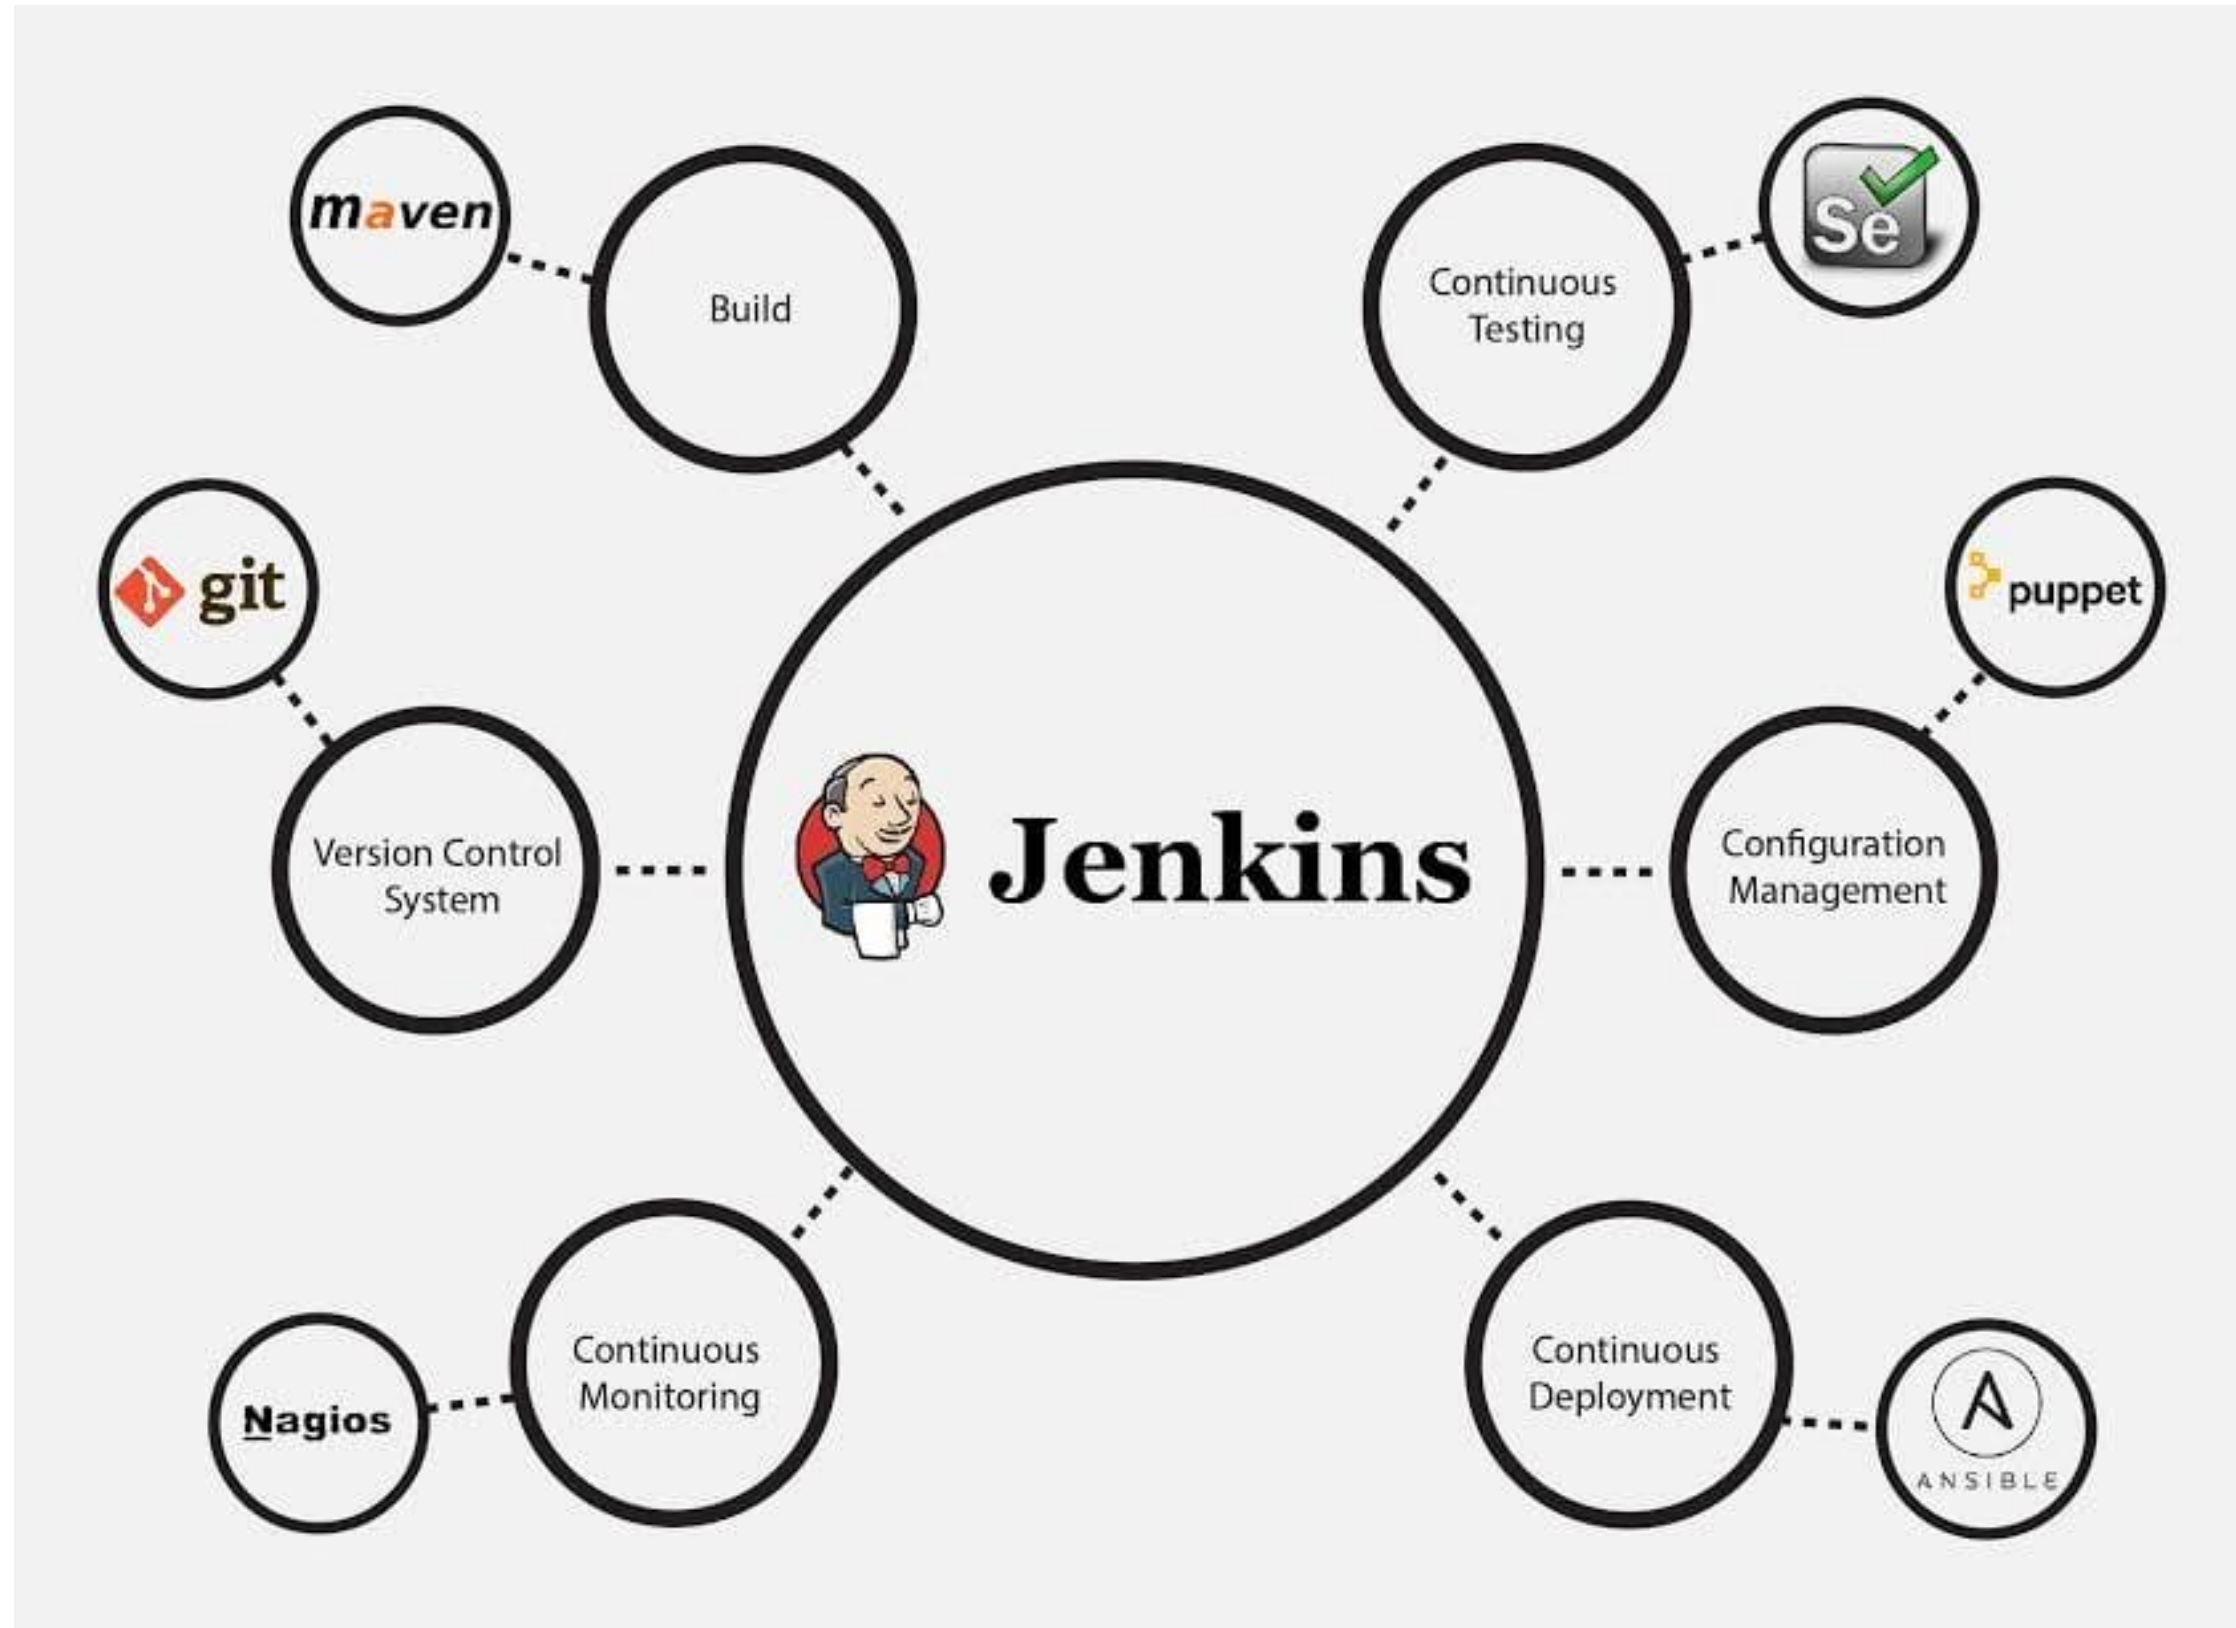 maven
Build
Continuous
Testing
Se
git
puppet
Version Control
System
Jenkins
Configuration
Management
Continuous
Monitoring
Nagios
Continuous
Deployment
A
ANSIBLE